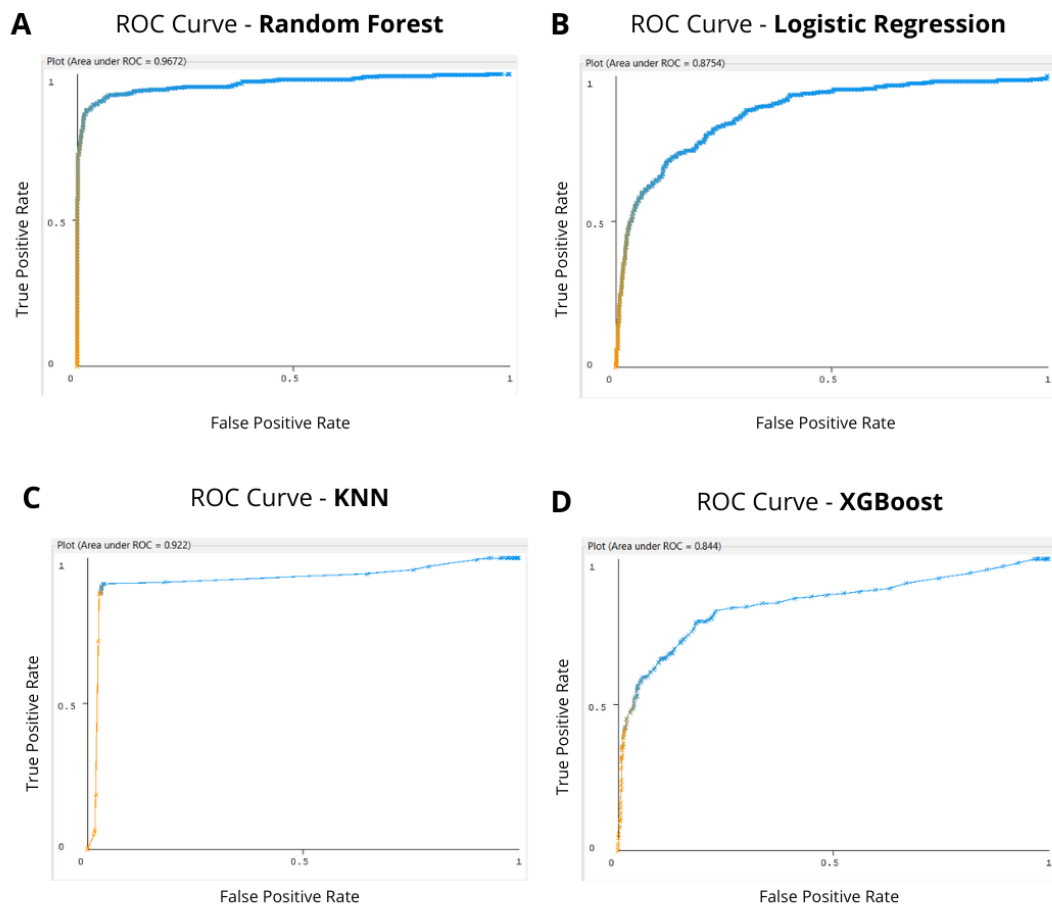 A
ROC Curve - Random Forest
Plot (Area under ROC = 0.9672)
1
0.5
0
0
0.5
1
True Positive Rate
False Positive Rate
B
ROC Curve - Logistic Regression
Plot (Area under ROC = 0.8754)
1
0.5
0
0
0.5
1
True Positive Rate
False Positive Rate
C
ROC Curve - KNN
Plot (Area under ROC = 0.922)
1
0.5
0
0
0.5
1
True Positive Rate
False Positive Rate
D
ROC Curve - XGBoost
Plot (Area under ROC = 0.844)
1
0.5
0
0
0.5
1
True Positive Rate
False Positive Rate